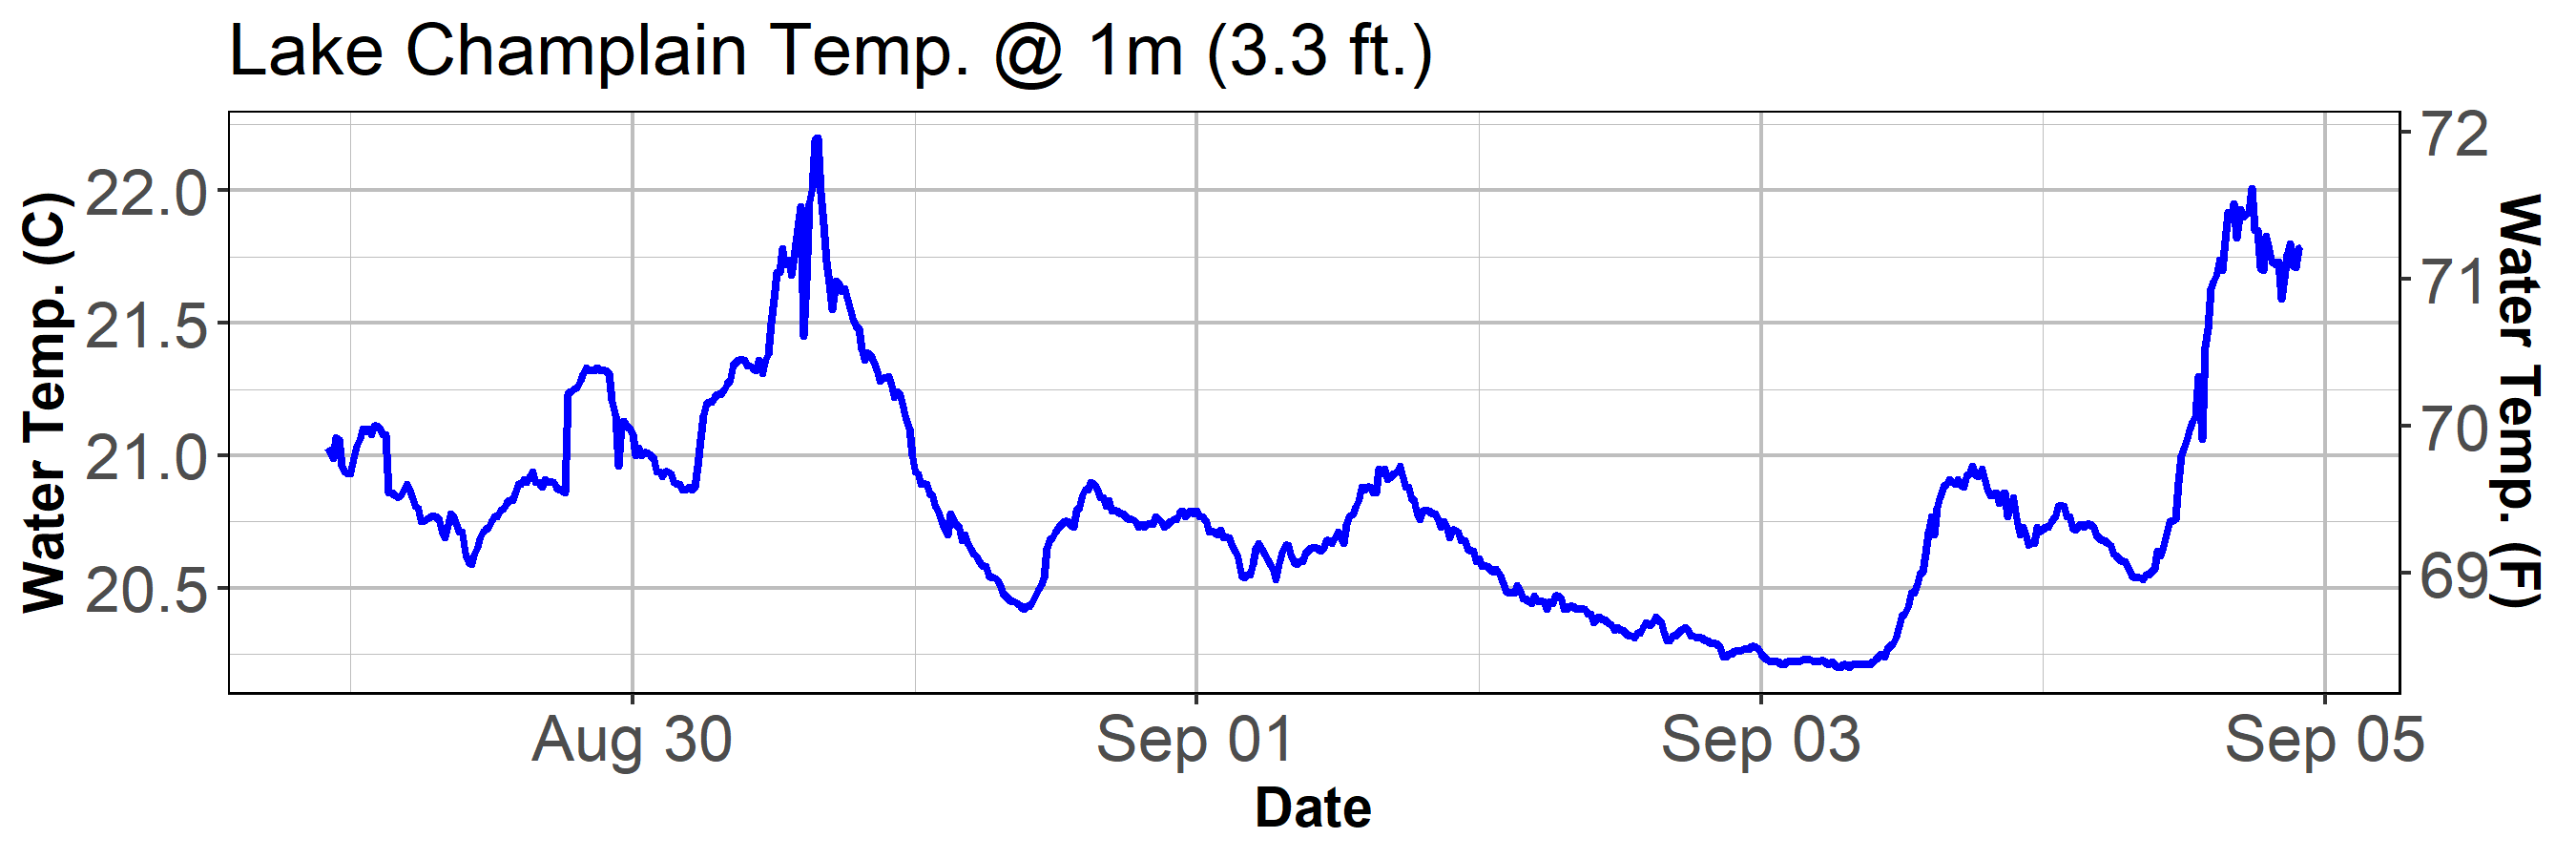 Lake Champlain Temp. @ 1m (3.3 ft.)
Water Temp. (C)
22.0
21.5
21.0
20.5
72
71
70
69
Water Temp. (F)
Aug 30
Sep 01
Sep 03
Sep 05
Date